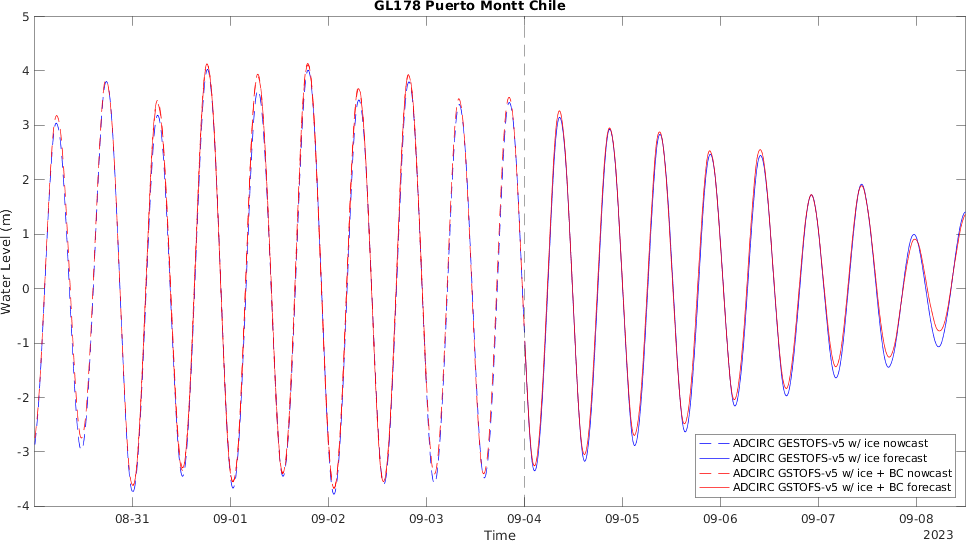 GL178 Puerto Montt Chile
5
4
3
2
1
0
-1
-2
-3
-4
Water Level (m)
ADCIRC GESTOFS-v5 w/ ice nowcast
ADCIRC GESTOFS-v5 w/ ice forecast
ADCIRC GSTOFS-v5 w/ ice + BC nowcast
ADCIRC GSTOFS-v5 w/ ice + BC forecast
08-31 09-01 09-02 09-03 09-04 09-05 09-06 09-07 09-08
Time
2023